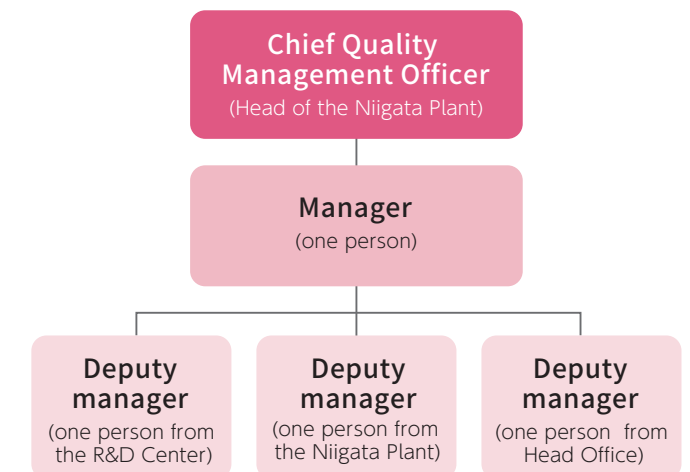 Chief Quality
Management Officer
(Head of the Niigata Plant)
Manager
(one person)
Deputy
manager
(one person from
the R&D Center)
Deputy
manager
(one person from
the Niigata Plant)
Deputy
manager
(one person from
Head Office)